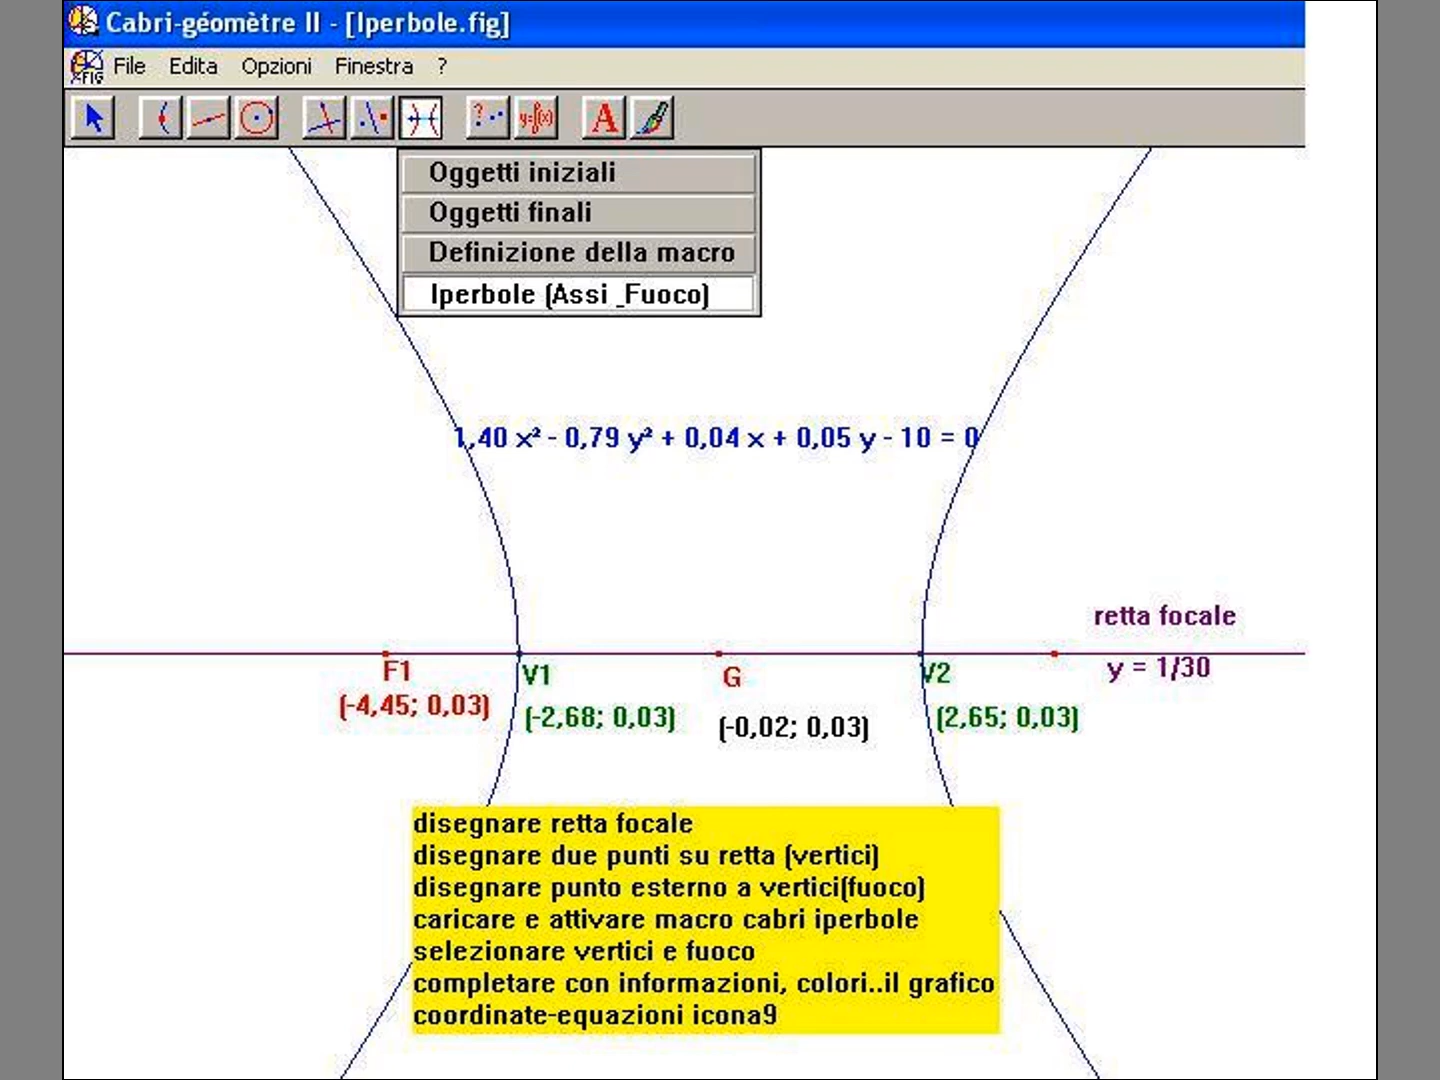 Cabri-géomètre II - [Iperbole.fig]
File Edita Opzioni Finestra ?
Oggetti iniziali
Oggetti finali
Definizione della macro
Iperbole (Assi _Fuoco)
1,40 x² - 0,79 y² + 0,04 x + 0,05 y - 10 = 0
retta focale
y = 1/30
F1
V1
G
V2
(-4,45; 0,03)
(-2,68; 0,03)
(-0,02; 0,03)
(2,65; 0,03)
disegnare retta focale
disegnare due punti su retta (vertici)
disegnare punto esterno a vertici(fuoco)
caricare e attivare macro cabri iperbole
selezionare vertici e fuoco
completare con informazioni, colori..il grafico
coordinate-equazioni icona9